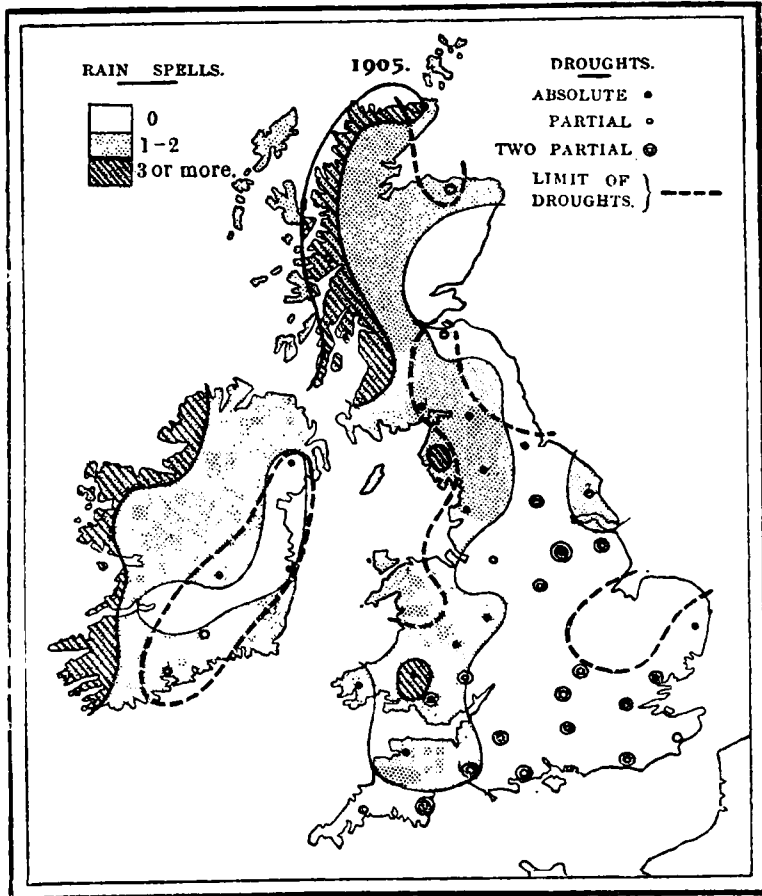 RAIN SPELLS.
0
1-2
3 or more.
1905.
DROUGHTS.
ABSOLUTE
PARTIAL
TWO PARTIAL
LIMIT OF
DROUGHTS.